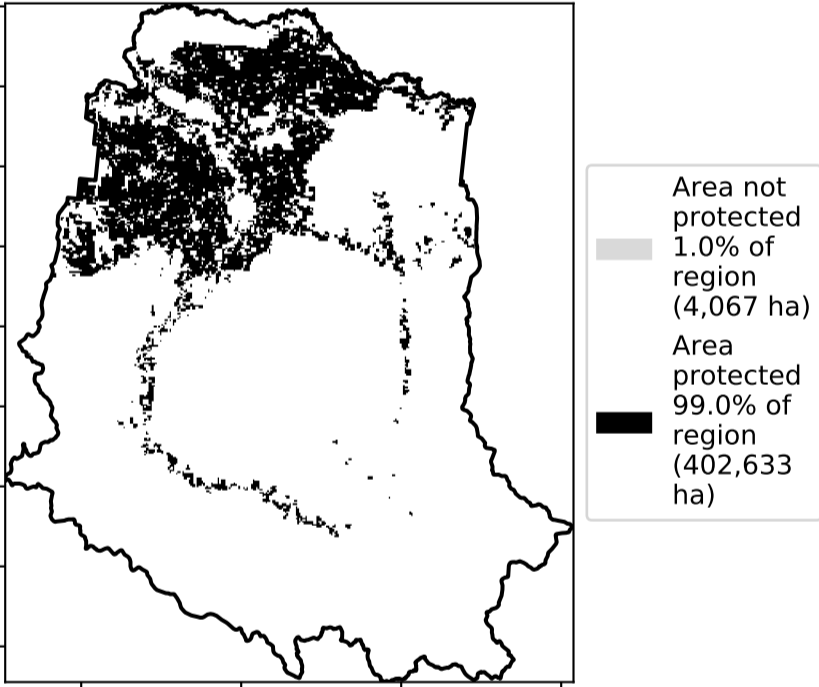 Area not
protected
1.0% of
region
(4,067 ha)
Area
protected
99.0% of
region
(402,633
ha)